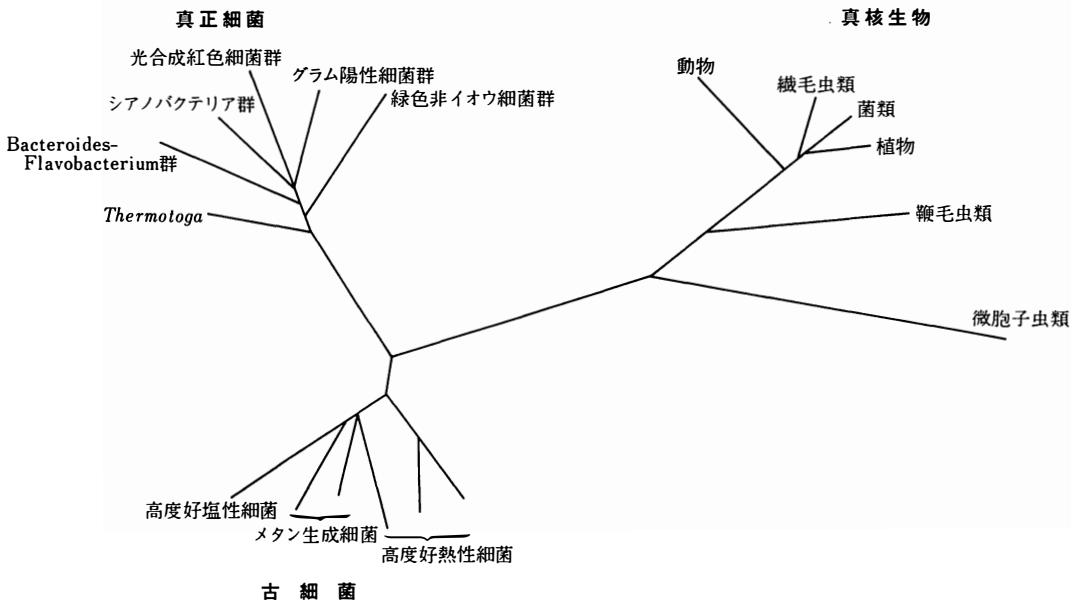 真正細菌
光合成紅色細菌群
グラム陽性細菌群
緑色非イオウ細菌群
シアノバクテリア群
Bacteroides-
Flavobacterium群
Thermotoga
真核生物
動物
繊毛虫類
菌類
植物
鞭毛虫類
微胞子虫類
高度好塩性細菌
メタン生成細菌
高度好熱性細菌
古細菌